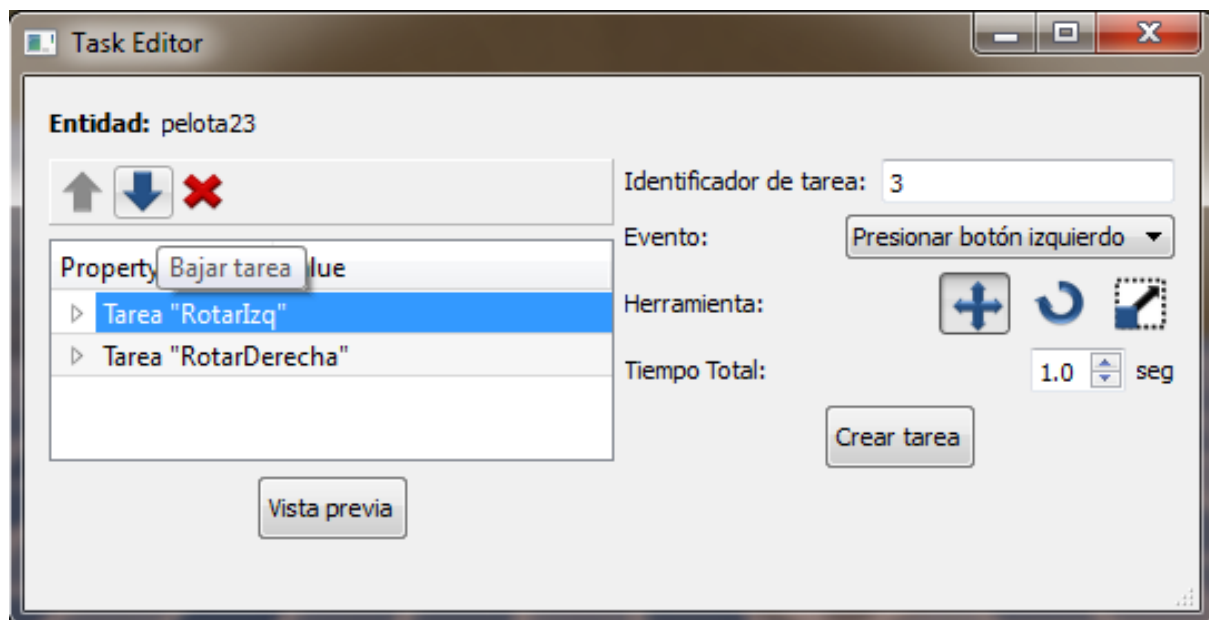 Task Editor
Entidad: pelota23
Property lue
Bajar tarea
Tarea "RotarIzq"
Tarea "RotarDerecha"
Vista previa
Identificador de tarea: 3
Evento: Presionar botón izquierdo
Herramienta:
Tiempo Total: 1.0 seg
Crear tarea